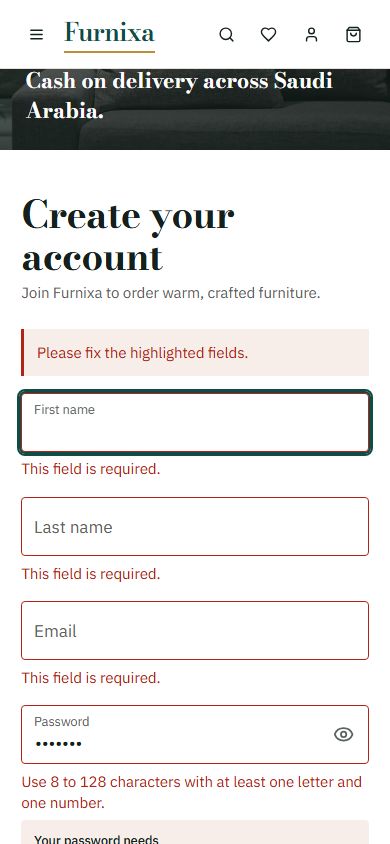 Furnixa
Cash on delivery across Saudi
Arabia.
Create your
account
Join Furnixa to order warm, crafted furniture.
Please fix the highlighted fields.
First name
This field is required.
Last name
This field is required.
Email
This field is required.
Password
•••••••
Use 8 to 128 characters with at least one letter and
one number.
Your password needs